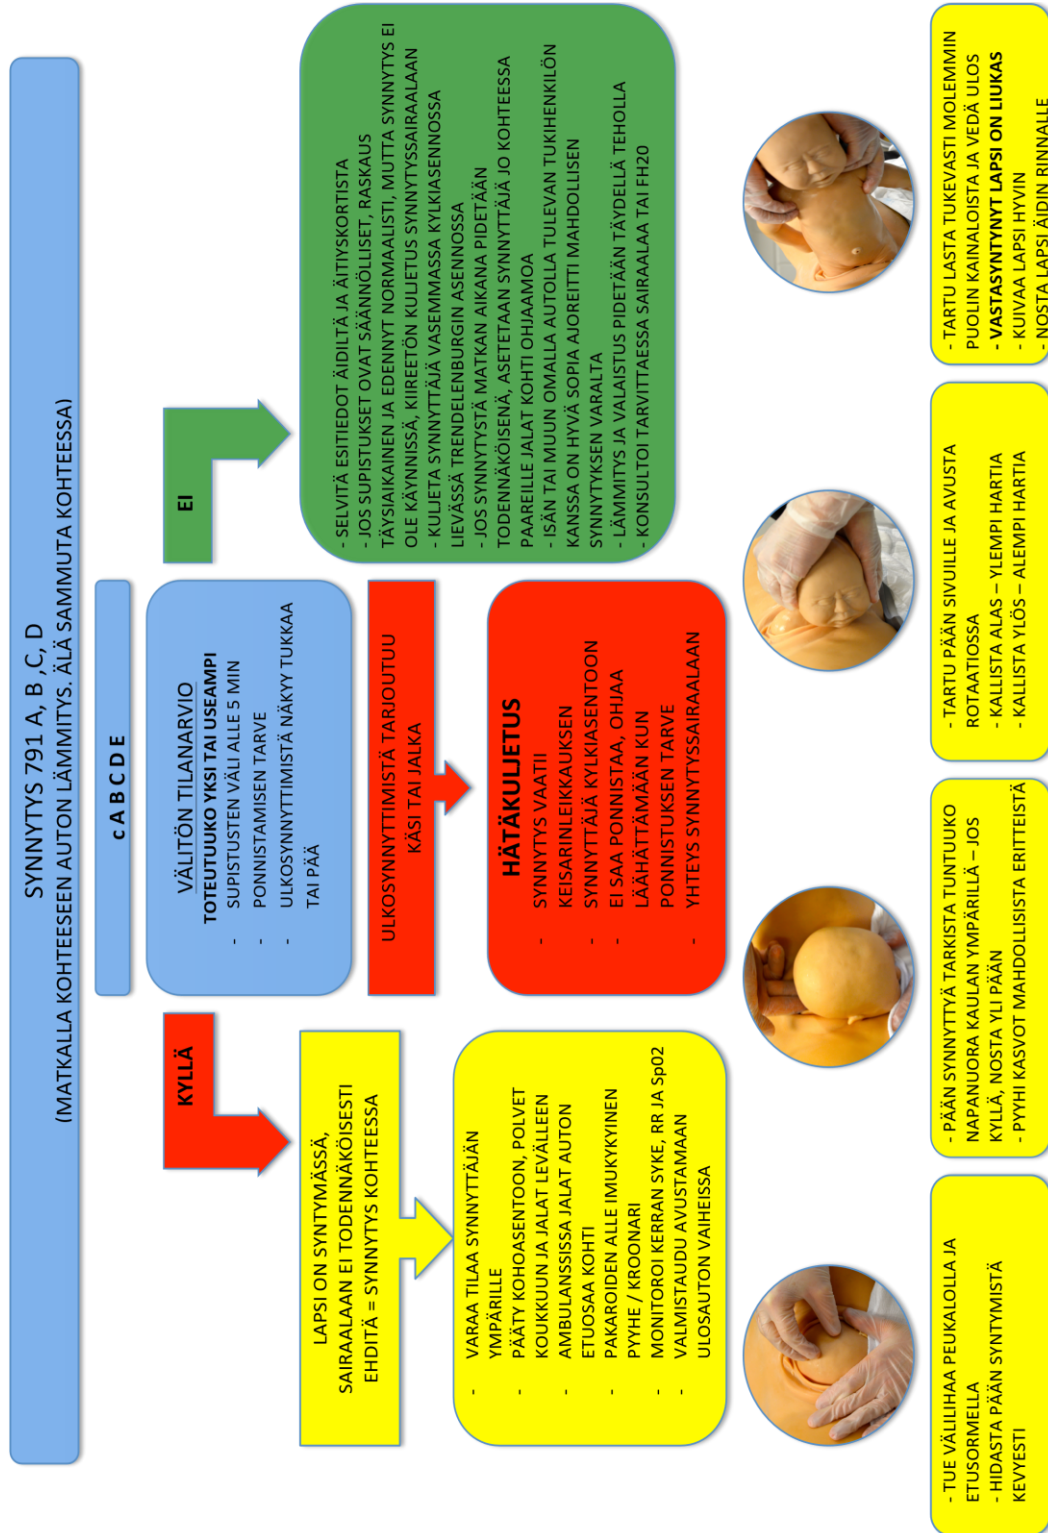 SYNNYTYS 791 A, B ,C, D
(MATKALLA KOHTEESEEN AUTON LÄMMITYS. ÄLÄ SAMMUTA KOHTEESSA)
c A B C D E
VÄLITÖN TILANARVIO
TOTEUTUUKO YKSI TAI USEAMPI
- SUPISTUSTEN VÄLI ALLE 5 MIN
- PONNISTAMISEN TARVE
- ULKOSYNNYTTIMISTÄ NÄKYY TUKKAA
TAI PÄÄ
KYLLÄ
LAPSI ON SYNTYMÄSSÄ,
SAIRAALAAN EI TODENNÄKÖISESTI
EHDITÄ = SYNNYTYS KOHTEESSA
- VARAA TILAA SYNNYTTÄJÄN
YMPÄRILLE
- PÄÄTY KOHOASENTOON, POLVET
KOUKKUUN JA JALAT LEVÄLLEEN
- AMBULANSSISSA JALAT AUTON
ETUOSAA KOHTI
- PAKAROIDEN ALLE IMUKYKYINEN
PYYHE / KROONARI
- MONITOROI KERRAN SYKE, RR JA Sp02
- VALMISTAUDU AVUSTAMAAN
ULOSAUTON VAIHEISSA
ULKOSYNNYTTIMISTÄ TARJOUTUU
KÄSI TAI JALKA
HÄTÄKULJETUS
- SYNNYTYS VAATII
KEISARINLEIKKAUKSEN
- SYNNYTTÄJÄ KYLKIASENTOON
- EI SAA PONNISTAA, OHJAA
LÄÄHÄTTÄMÄÄN KUN
PONNISTUKSEN TARVE
- YHTEYS SYNNYTYSSAIRAALAAN
EI
- SELVITÄ ESITIEDOT ÄIDILTÄ JA ÄITIYSKORTISTA
- JOS SUPISTUKSET OVAT SÄÄNNÖLLISET, RASKAUS
TÄYSIAIKAINEN JA EDENNYT NORMAALISTI, MUTTA SYNNYTYS EI
OLE KÄYNNISSÄ, KIIREETÖN KULJETUS SYNNYTYSSAIRAALAAN
- KULJETA SYNNYTTÄJÄ VASEMMASSA KYLKIASENNOSSA
LIEVÄSSÄ TRENDELENBURGIN ASENNOSSA
- JOS SYNNYTYSTÄ MATKAN AIKANA PIDETÄÄN
TODENNÄKÖISENÄ, ASETETAAN SYNNYTTÄJÄ JO KOHTEESSA
PAAREILLE JALAT KOHTI OHJAAMOA
- ISÄN TAI MUUN OMALLA AUTOLLA TULEVAN TUKIHENKILÖN
KANSSA ON HYVÄ SOPIA AJOREITTI MAHDOLLISEN
SYNNYTYKSEN VARALTA
- LÄMMITYS JA VALAISTUS PIDETÄÄN TÄYDELLÄ TEHOLLA
- KONSULTOI TARVITTAESSA SAIRAALAA TAI FH20
- TUE VÄLILIHAA PEUKALOLLA JA
ETUSORMELLA
- HIDASTA PÄÄN SYNTYMISTÄ
KEVYESTI
- PÄÄN SYNNYTTYÄ TARKISTA TUNTUUKO
NAPANUORA KAULAN YMPÄRILLÄ – JOS
KYLLÄ, NOSTA YLI PÄÄN
- PYYHI KASVOT MAHDOLLISISTA ERITTEISTÄ
- TARTU PÄÄN SIVUILLE JA AVUSTA
ROTAATIOSSA
- KALLISTA ALAS – YLEMPI HARTIA
- KALLISTA YLÖS – ALEMPI HARTIA
- TARTU LASTA TUKEVASTI MOLEMMIN
PUOLIN KAINALOISTA JA VEDÄ ULOS
- VASTASYNTYNYT LAPSI ON LIUKAS
- KUIVAA LAPSI HYVIN
- NOSTA LAPSI ÄIDIN RINNALLE